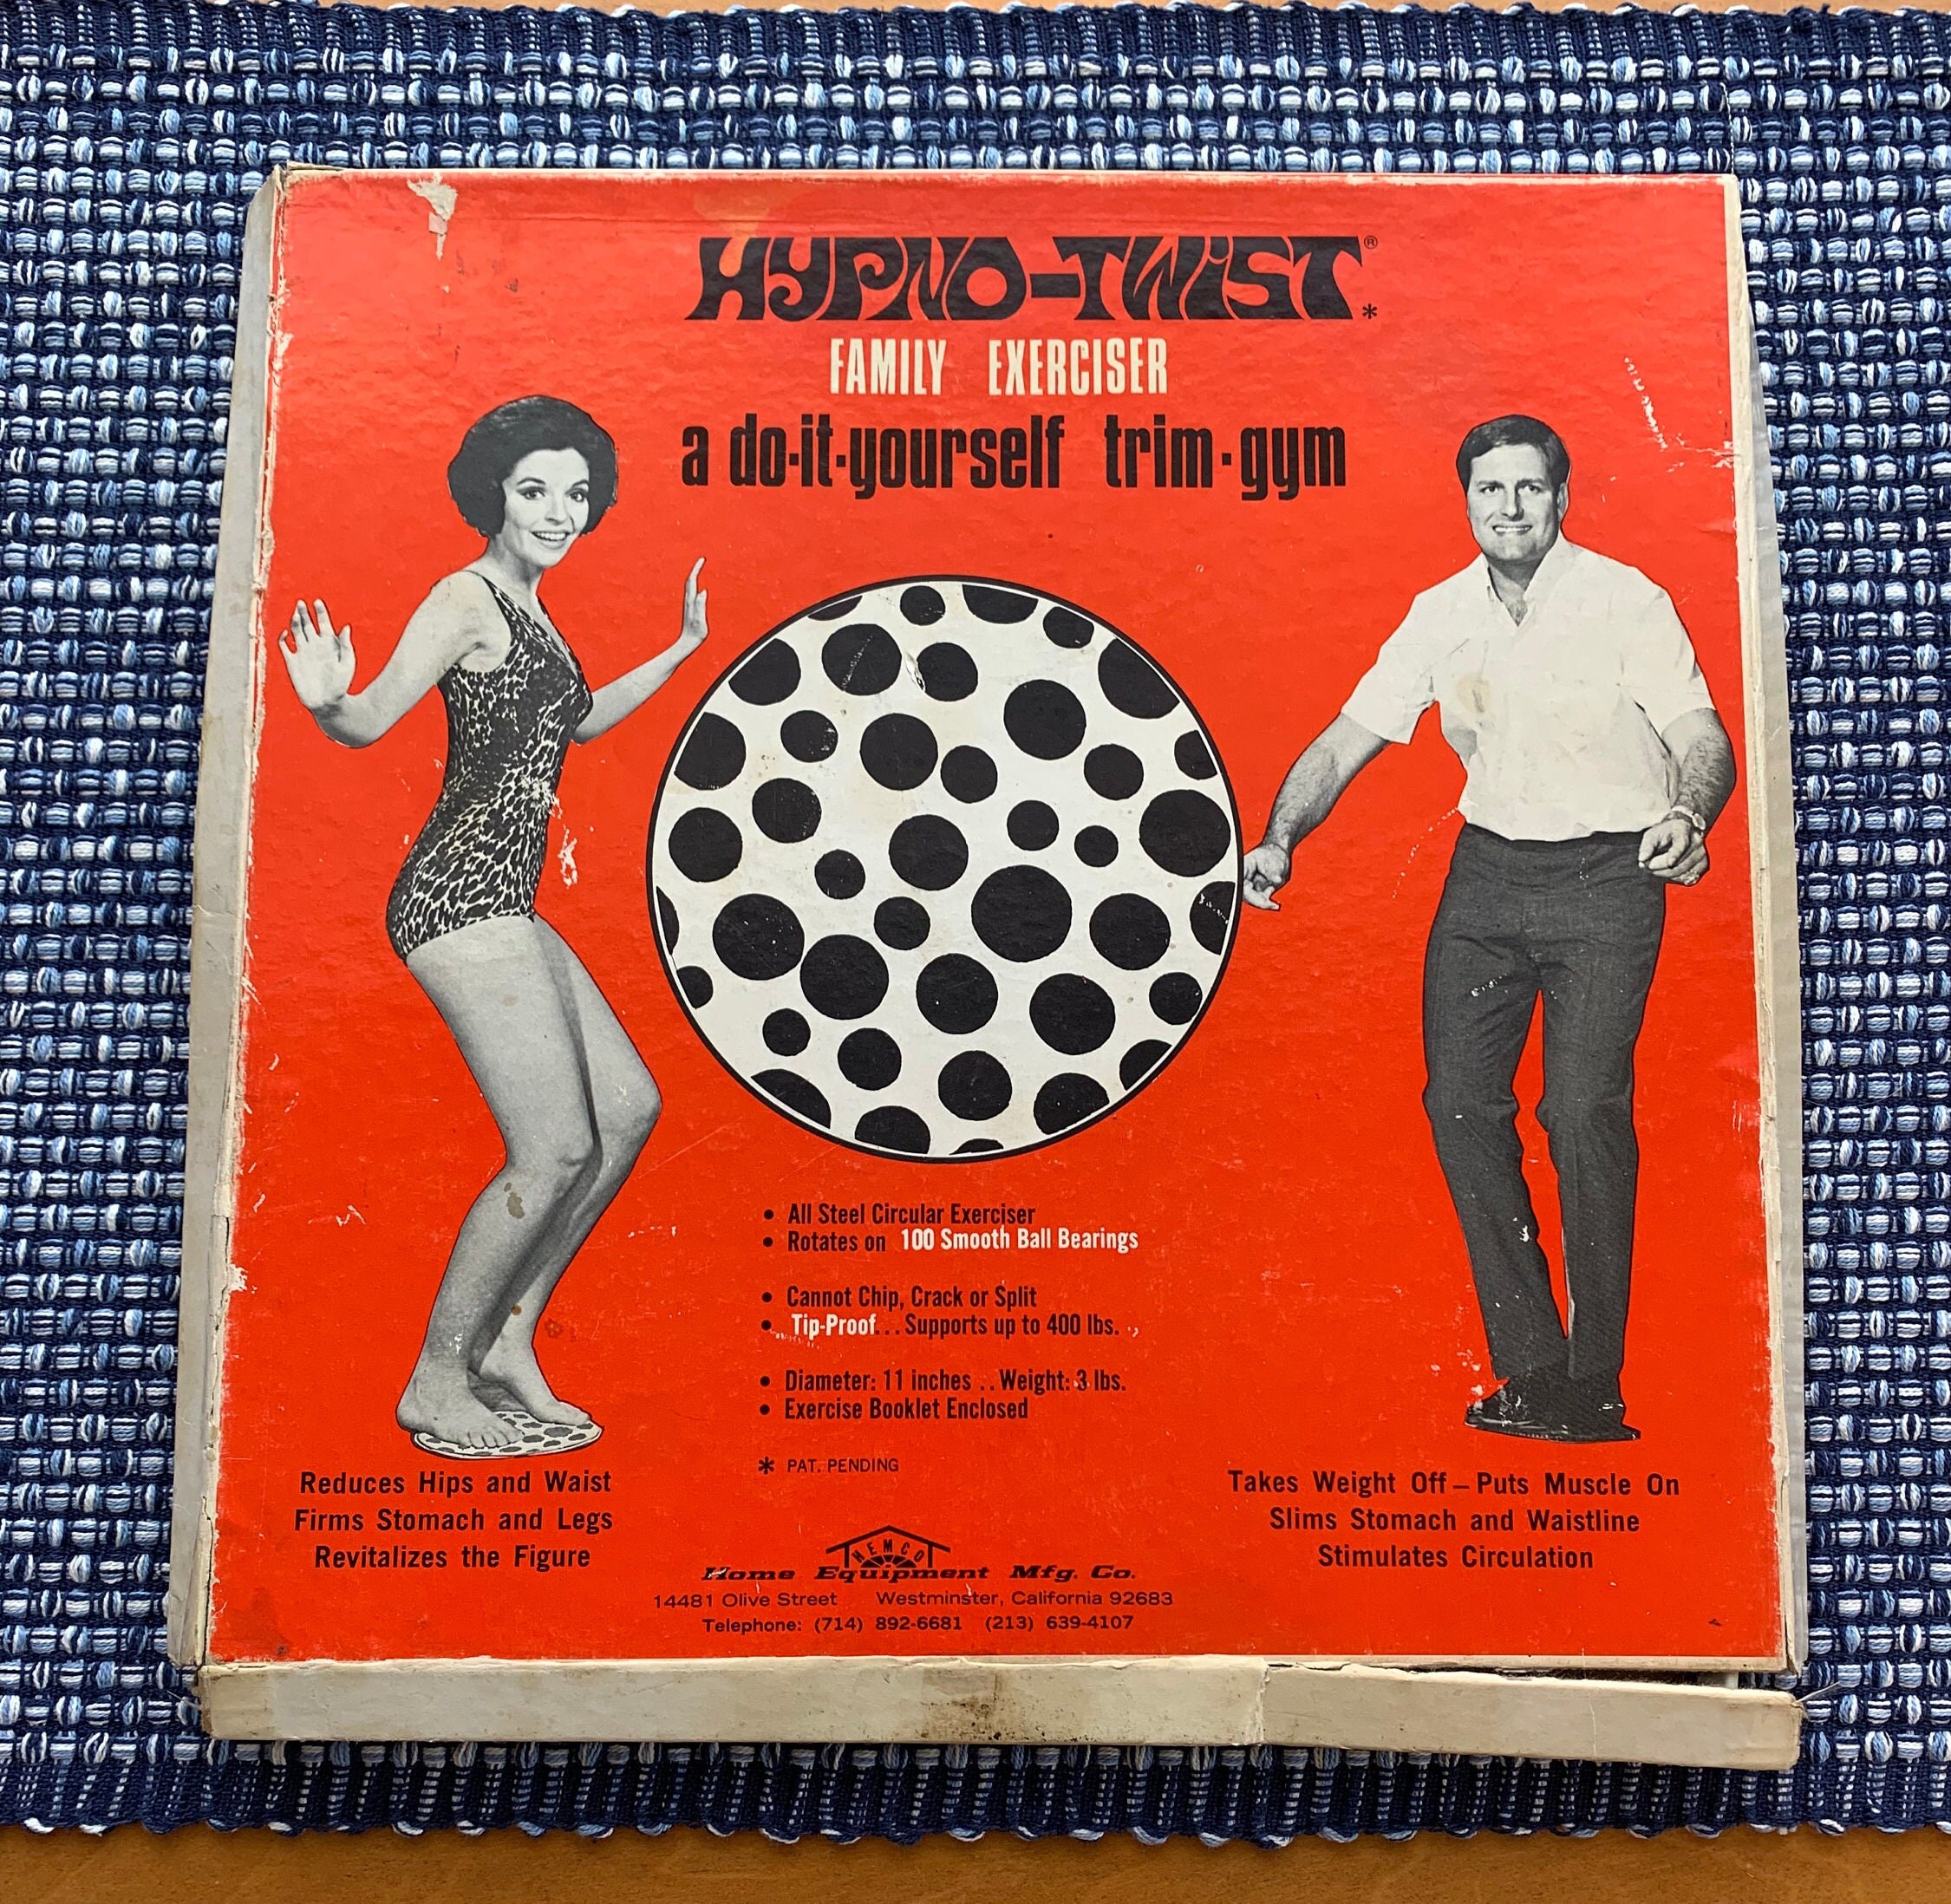 HYPNO-TWiST®*
FAMILY EXERCISER
a do-it-yourself trim-gym
• All Steel Circular Exerciser
• Rotates on 100 Smooth Ball Bearings
• Cannot Chip, Crack or Split
• Tip-Proof... Supports up to 400 lbs.
• Diameter: 11 inches .. Weight: 3 lbs.
• Exercise Booklet Enclosed
* PAT. PENDING
Reduces Hips and Waist
Firms Stomach and Legs
Revitalizes the Figure
Takes Weight Off – Puts Muscle On
Slims Stomach and Waistline
Stimulates Circulation
HEMCO
Home Equipment Mfg. Co.
14481 Olive Street Westminster, California 92683
Telephone: (714) 892-6681 (213) 639-4107